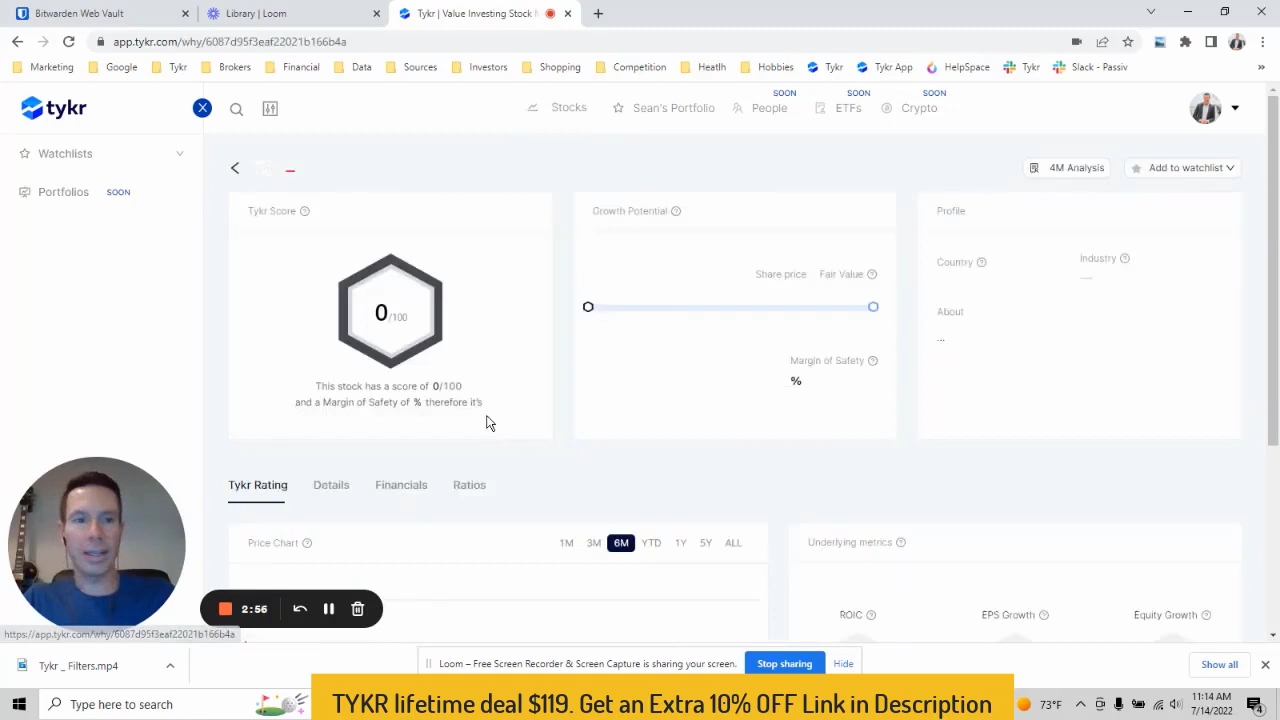 Bitwarden Web Vault
Library | Loom
Tykr | Value Investing Stock
app.tykr.com/why/6087d95f3eaf22021b166b4a
Marketing
Google
Tykr
Brokers
Financial
Data
Sources
Investors
Shopping
Competition
Heatlh
Hobbies
Tykr
Tykr App
HelpSpace
Tykr
Slack - Passiv
»
tykr
Stocks
Sean's Portfolio
SOON
People
SOON
ETFs
SOON
Crypto
Watchlists
Portfolios SOON
4M Analysis
Add to watchlist
Tykr Score
0/100
This stock has a score of 0/100
and a Margin of Safety of % therefore it's
Growth Potential
Share price Fair Value
Margin of Safety
%
Profile
Country
Industry
About
...
Tykr Rating
Details
Financials
Ratios
Price Chart
1M 3M 6M YTD 1Y 5Y ALL
Underlying metrics
ROIC
EPS Growth
Equity Growth
2:56
https://app.tykr.com/why/6087d95f3eaf22021b166b4a
Tykr _ Filters.mp4
Loom – Free Screen Recorder & Screen Capture is sharing your screen.
Stop sharing
Hide
Show all
Type here to search
TYKR lifetime deal $119. Get an Extra 10% OFF Link in Description
73°F
11:14 AM
7/14/2022
4